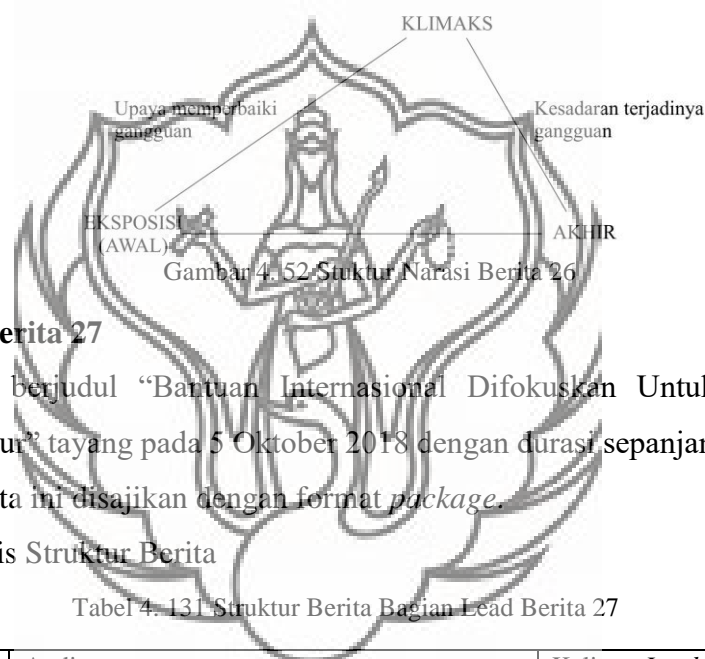 KLIMAKS
Upaya memperbaiki
gangguan
Kesadaran terjadinya
gangguan
EKSPOSISI
(AWAL)
AKHIR
Gambar 4. 52 Stuktur Narasi Berita 26
erita 27
berjudul “Bantuan Internasional Difokuskan Untu
ur” tayang pada 5 Oktober 2018 dengan durasi sepanjan
ta ini disajikan dengan format package.
is Struktur Berita
Tabel 4. 131 Struktur Berita Bagian Lead Berita 27